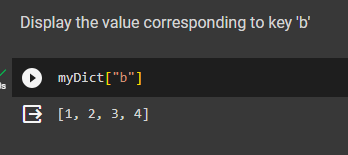 Display the value corresponding to key 'b'
myDict["b"]
[1, 2, 3, 4]